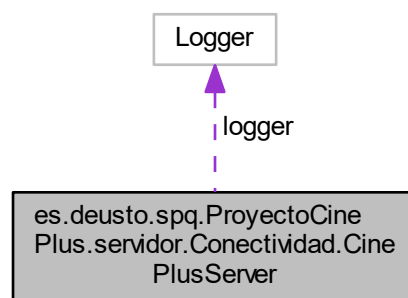 Logger
logger
es.deusto.spq.ProyectoCine
Plus.servidor.Conectividad.Cine
PlusServer